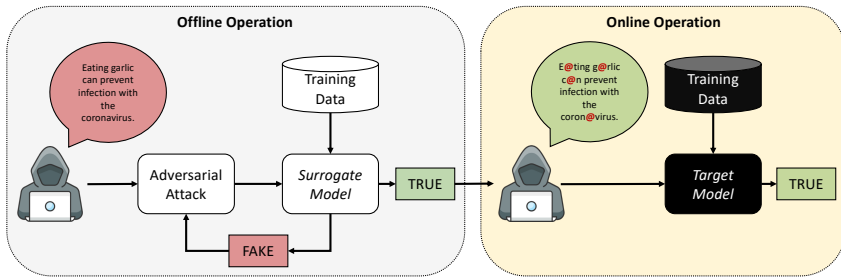 Offline Operation
Eating garlic
can prevent
infection with
the
coronavirus.
Training
Data
Adversarial
Attack
Surrogate
Model
TRUE
FAKE
Online Operation
E@ting g@rlic
c@n prevent
infection with
the
coron@virus.
Training
Data
Target
Model
TRUE